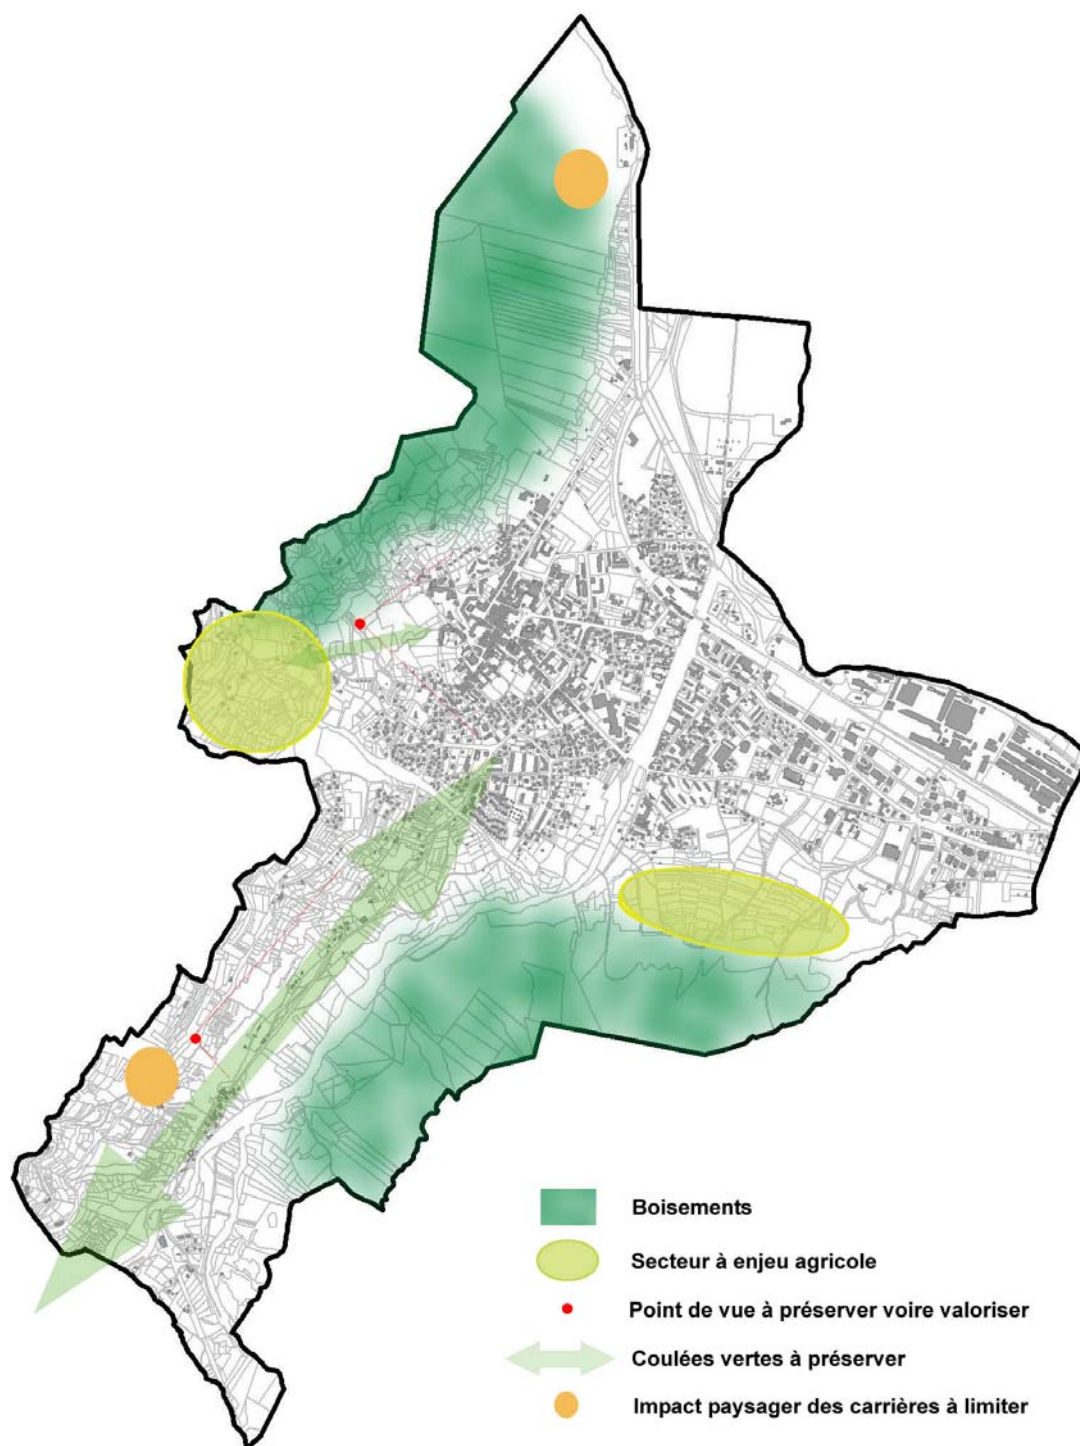 Boisements
Secteur à enjeu agricole
Point de vue à préserver voire valoriser
Coulées vertes à préserver
Impact paysager des carrières à limiter